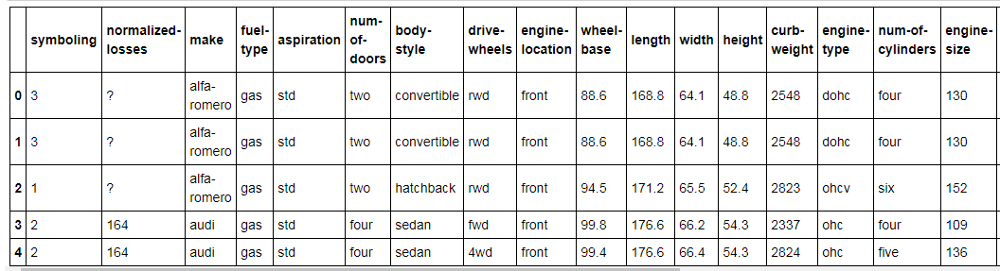 symboling normalized-losses make fuel-type aspiration num-of-doors body-style drive-wheels engine-location wheel-base length width height curb-weight engine-type num-of-cylinders engine-size
0 3 ? alfa-romero gas std two convertible rwd front 88.6 168.8 64.1 48.8 2548 dohc four 130
1 3 ? alfa-romero gas std two convertible rwd front 88.6 168.8 64.1 48.8 2548 dohc four 130
2 1 ? alfa-romero gas std two hatchback rwd front 94.5 171.2 65.5 52.4 2823 ohcv six 152
3 2 164 audi gas std four sedan fwd front 99.8 176.6 66.2 54.3 2337 ohc four 109
4 2 164 audi gas std four sedan 4wd front 99.4 176.6 66.4 54.3 2824 ohc five 136